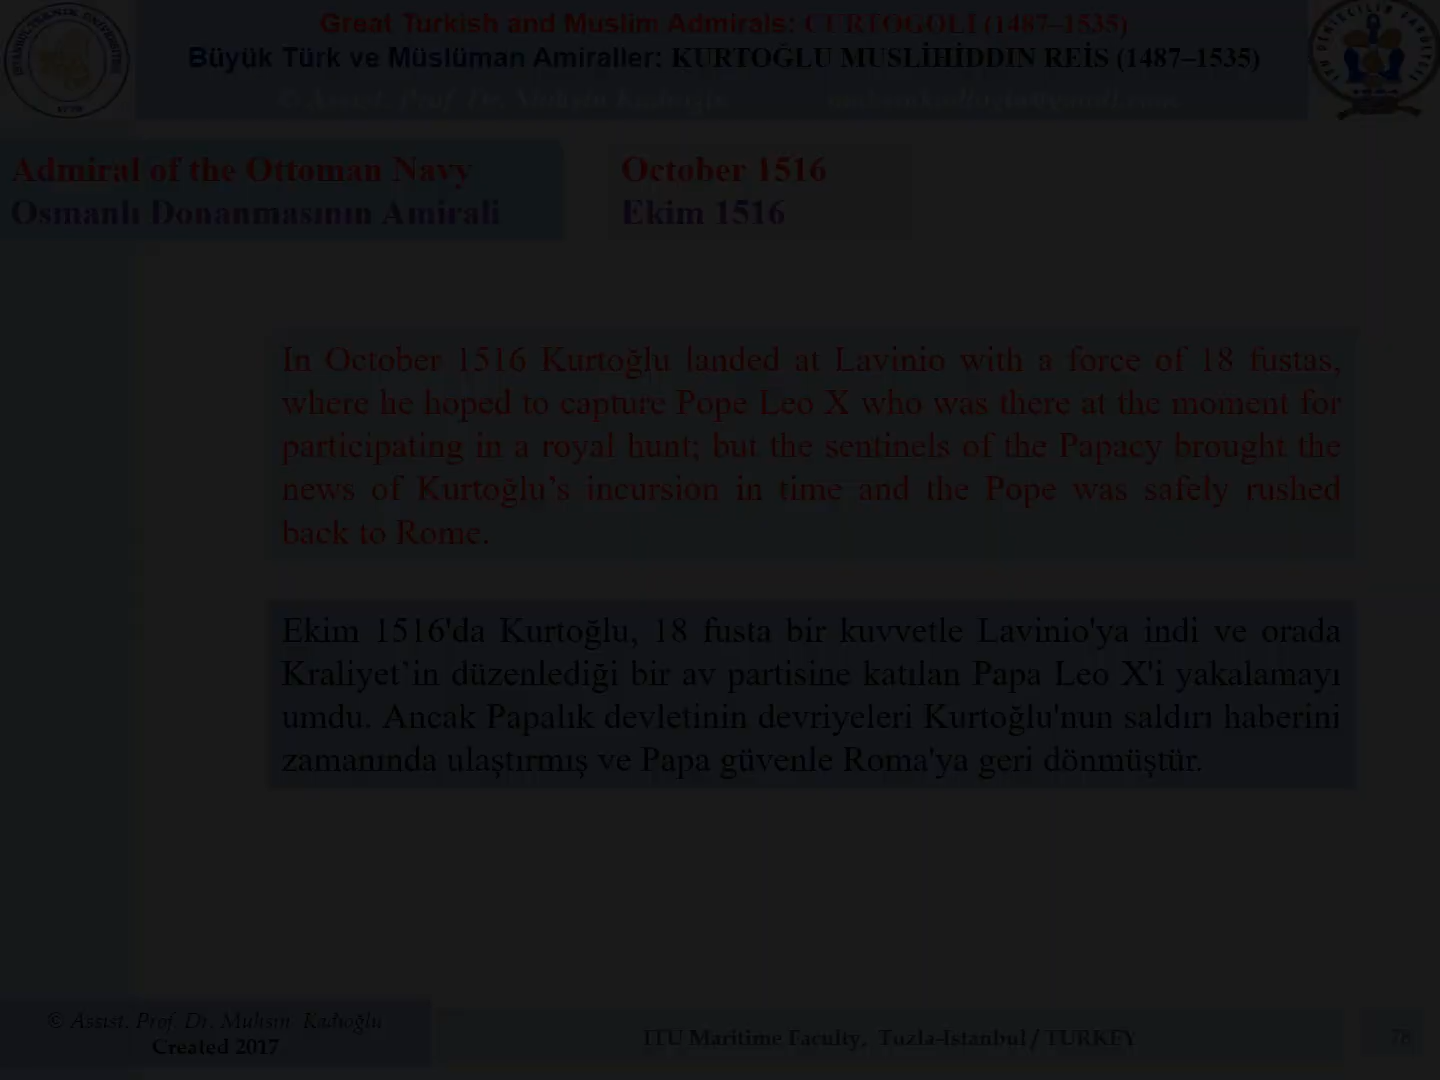 Great Turkish and Muslim Admirals: CURTOGOLI (1487–1535)
Büyük Türk ve Müslüman Amiraller: KURTOĞLU MUSLİHİDDIN REİS (1487–1535)
© Assist. Prof. Dr. Muhsin Kadıoğlu
Admiral of the Ottoman Navy
Osmanlı Donanmasının Amirali
October 1516
Ekim 1516
In October 1516 Kurtoğlu landed at Lavinio with a force of 18 fustas,
where he hoped to capture Pope Leo X who was there at the moment for
participating in a royal hunt; but the sentinels of the Papacy brought the
news of Kurtoğlu’s incursion in time and the Pope was safely rushed
back to Rome.
Ekim 1516'da Kurtoğlu, 18 fusta bir kuvvetle Lavinio'ya indi ve orada
Kraliyet’in düzenlediği bir av partisine katılan Papa Leo X'i yakalamayı
umdu. Ancak Papalık devletinin devriyeleri Kurtoğlu'nun saldırı haberini
zamanında ulaştırmış ve Papa güvenle Roma'ya geri dönmüştür.
© Assist. Prof. Dr. Muhsin Kadıoğlu
Created 2017
ITU Maritime Faculty, Tuzla-Istanbul / TURKEY
78